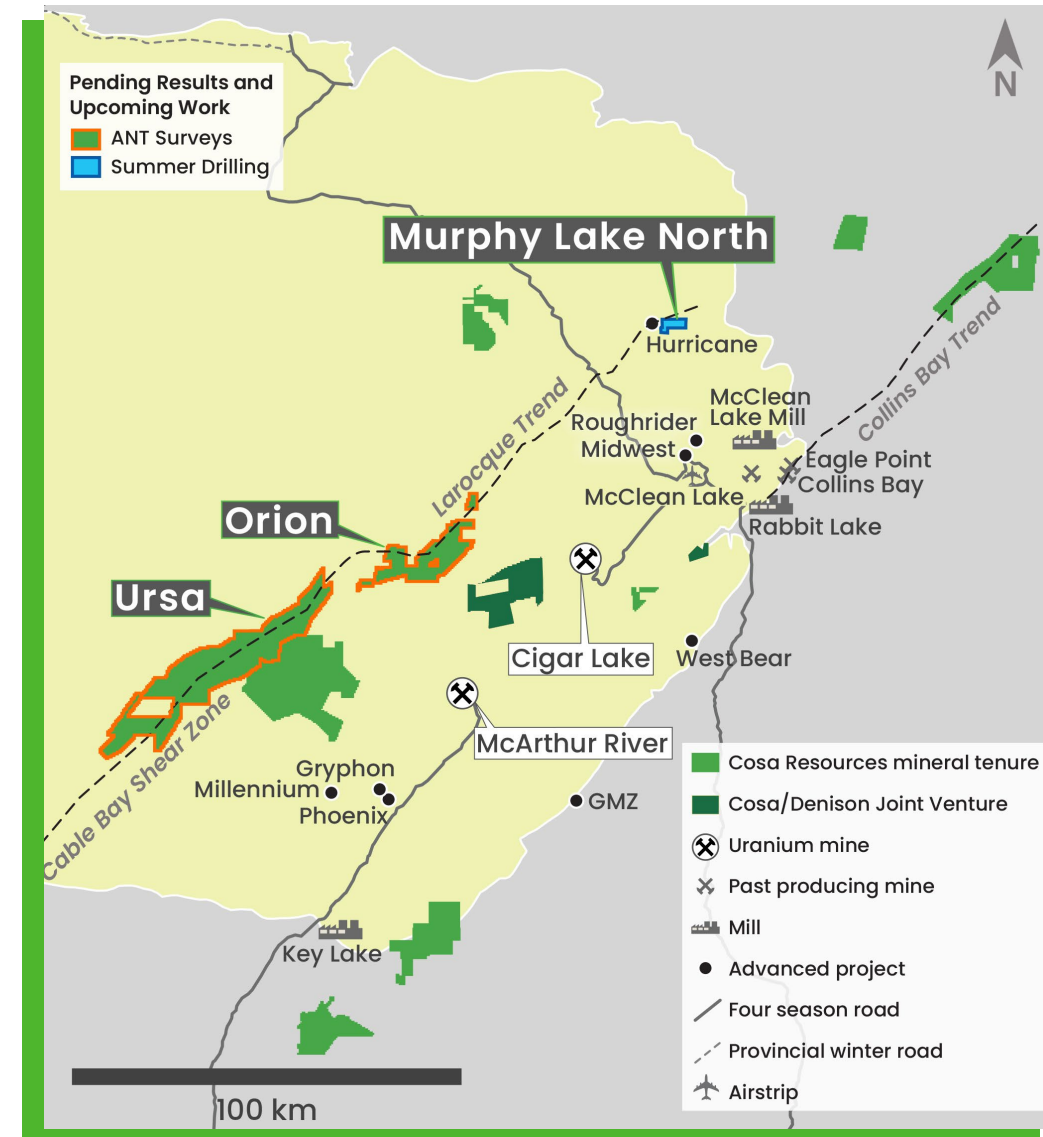 Pending Results and
Upcoming Work
ANT Surveys
Summer Drilling
N
Murphy Lake North
Hurricane
Collins Bay Trend
McClean
Lake Mill
Roughrider
Midwest
Larocque Trend
Eagle Point
McClean Lake
Collins Bay
Rabbit Lake
Orion
Ursa
Cigar Lake
West Bear
McArthur River
Cable Bay Shear Zone
Gryphon
Millennium
Phoenix
GMZ
Key Lake
Cosa Resources mineral tenure
Cosa/Denison Joint Venture
Uranium mine
Past producing mine
Mill
Advanced project
Four season road
Provincial winter road
Airstrip
100 km